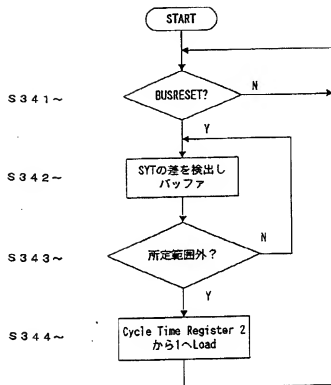 START
S341~
BUSRESET?
N
Y
S342~
SYTの差を検出し
バッファ
S343~
所定範囲外?
N
Y
S344~
Cycle Time Register 2
から1へLoad